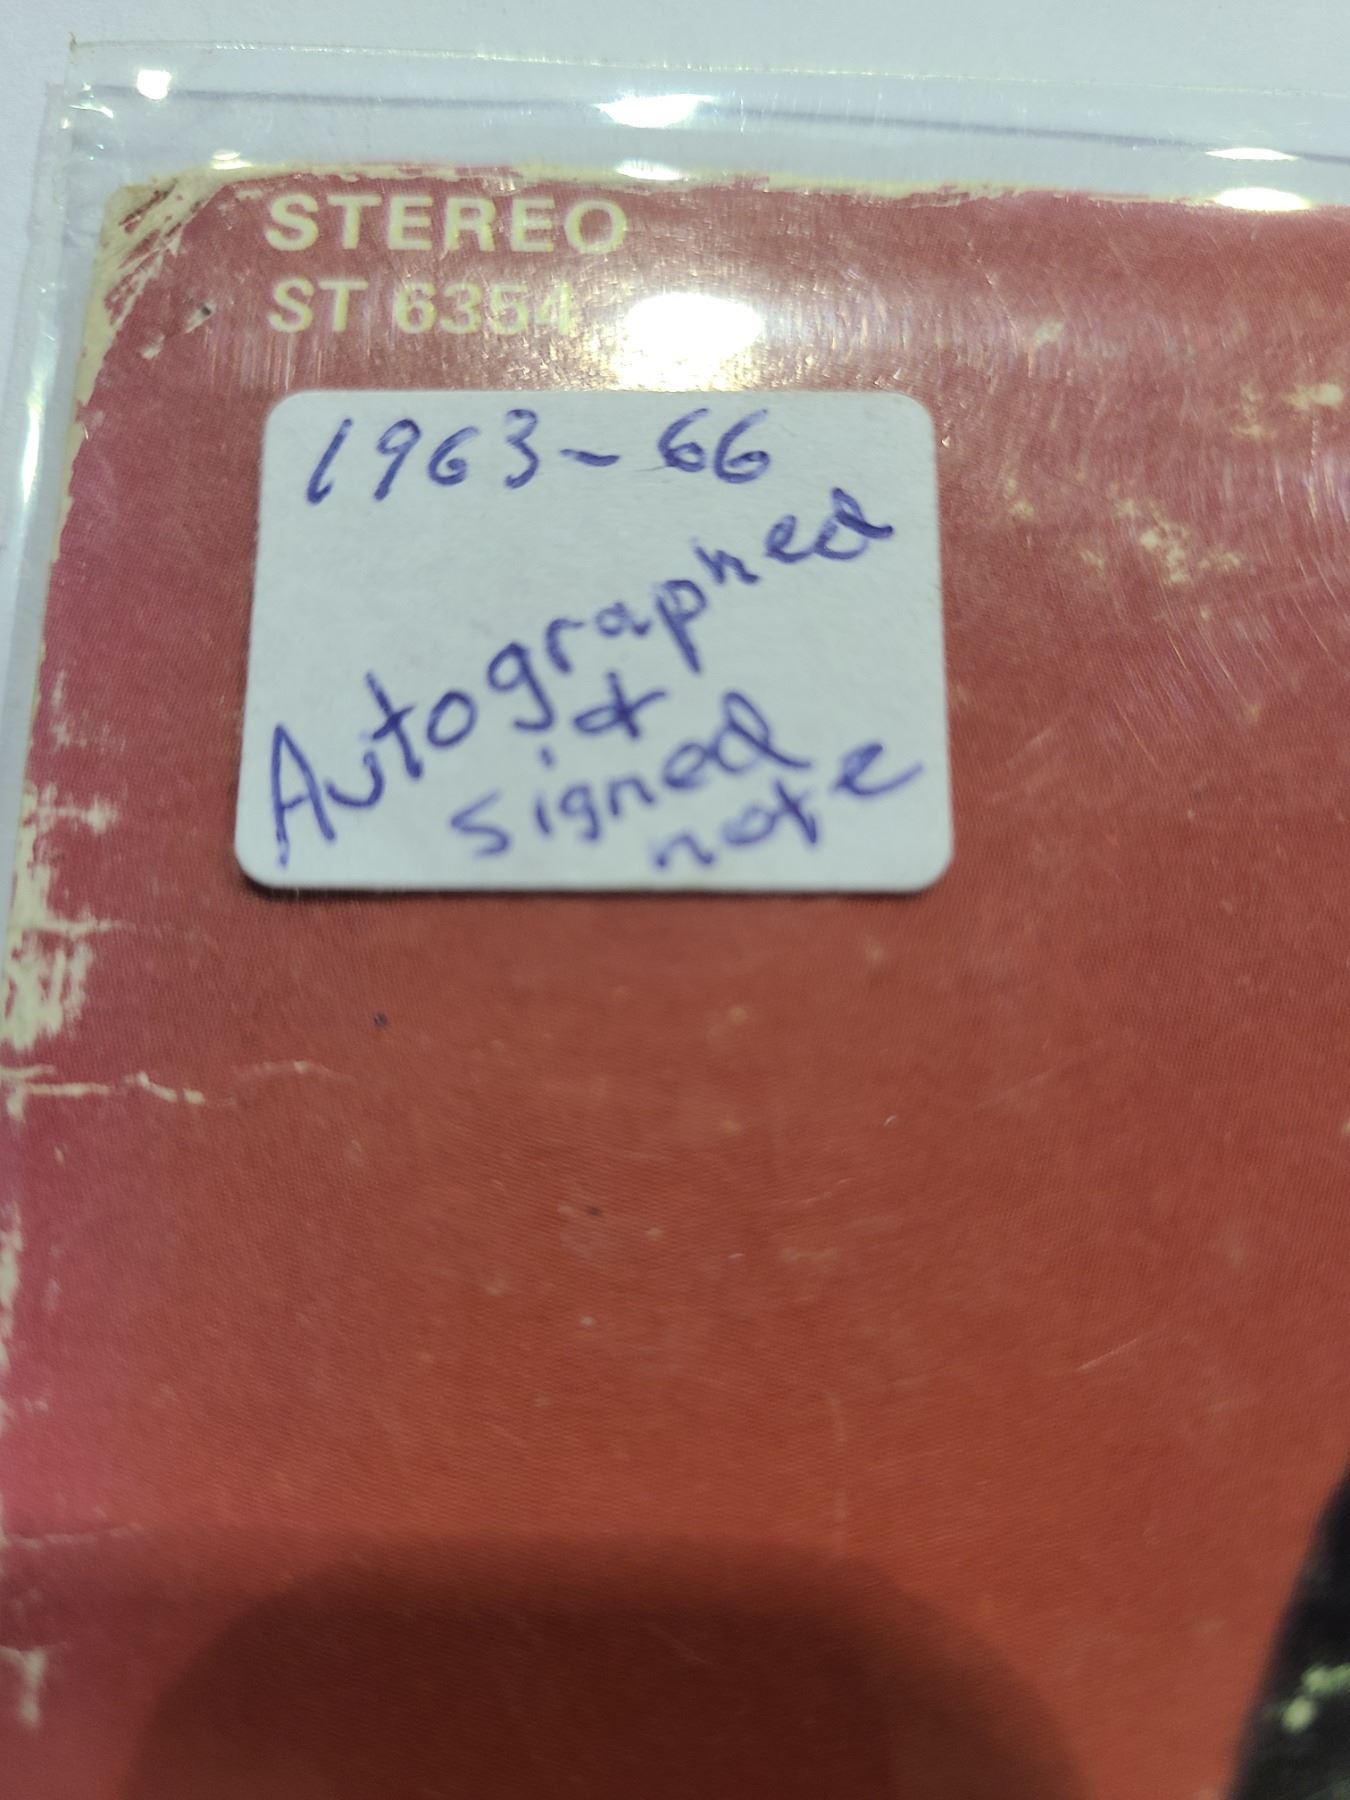 STEREO
ST 6354
1963-66
Autographed
&
signed
note